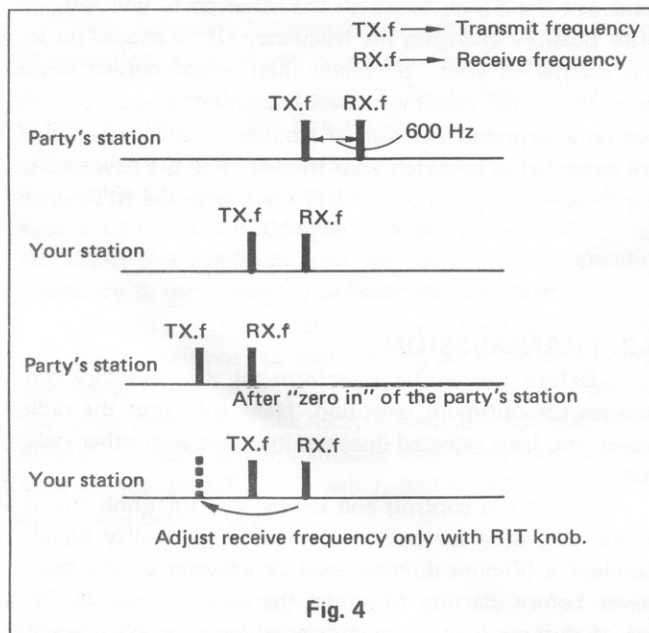 TX.f → Transmit frequency
RX.f → Receive frequency
TX.f RX.f
600 Hz
Party's station
TX.f RX.f
Your station
TX.f RX.f
Party's station
After "zero in" of the party's station
TX.f RX.f
Your station
Adjust receive frequency only with RIT knob.
Fig. 4